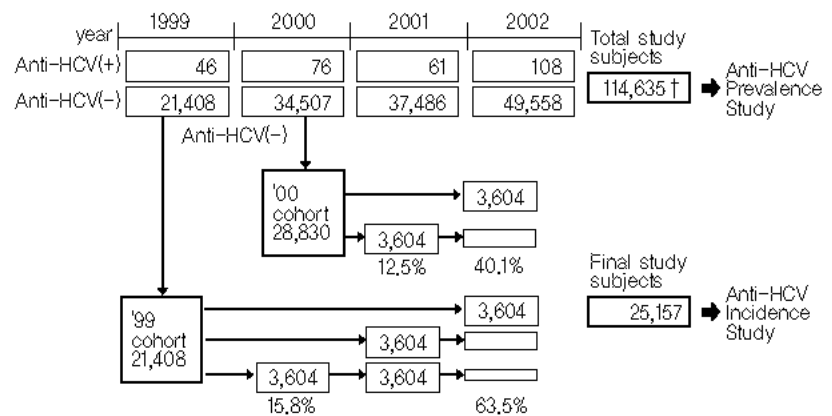 year 1999 2000 2001 2002
Anti-HCV(+) 46 76 61 108
Anti-HCV(-) 21,408 34,507 37,486 49,558
Total study
subjects
114,635 †
Anti-HCV
Prevalence
Study
Anti-HCV(-)
'00
cohort
28,830
3,604
3,604
12.5% 40.1%
Final study
subjects
25,157
Anti-HCV
Incidence
Study
'99
cohort
21,408
3,604
3,604
3,604 3,604
15.8% 63.5%